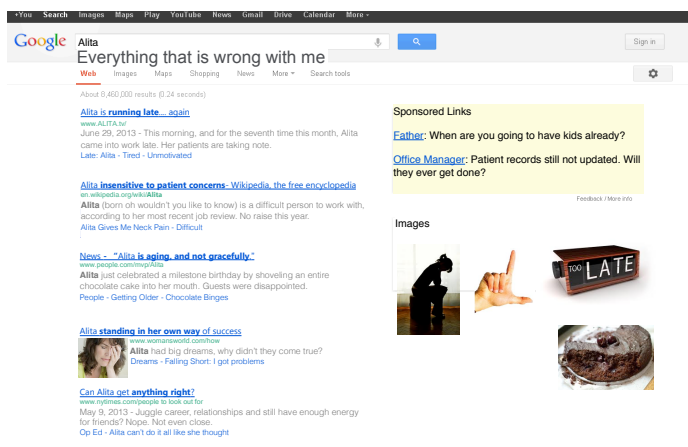 +You Search Images Maps Play YouTube News Gmail Drive Calendar More
Google
Alita
Sign in
Everything that is wrong with me
Web Images Maps Shopping News More Search tools
About 8,460,000 results (0.24 seconds)
Alita is running late.... again
www.ALITA.tv/
June 29, 2013 - This morning, and for the seventh time this month, Alita
came into work late. Her patients are taking note.
Late: Alita - Tired - Unmotivated
Alita insensitive to patient concerns- Wikipedia, the free encyclopedia
en.wikipedia.org/wiki/Alita
Alita (born oh wouldn't you like to know) is a difficult person to work with,
according to her most recent job review. No raise this year.
Alita Gives Me Neck Pain - Difficult
News - "Alita is aging, and not gracefully."
www.people.com/mvp/Alita
Alita just celebrated a milestone birthday by shoveling an entire
chocolate cake into her mouth. Guests were disappointed.
People - Getting Older - Chocolate Binges
Alita standing in her own way of success
www.womansworld.com/how
Alita had big dreams, why didn't they come true?
Dreams - Falling Short: I got problems
Can Alita get anything right?
www.nytimes.com/people to look out for
May 9, 2013 - Juggle career, relationships and still have enough energy
for friends? Nope. Not even close.
Op Ed - Alita can't do it all like she thought
Sponsored Links
Father: When are you going to have kids already?
Office Manager: Patient records still not updated. Will
they ever get done?
Feedback / More info
Images
TOO LATE